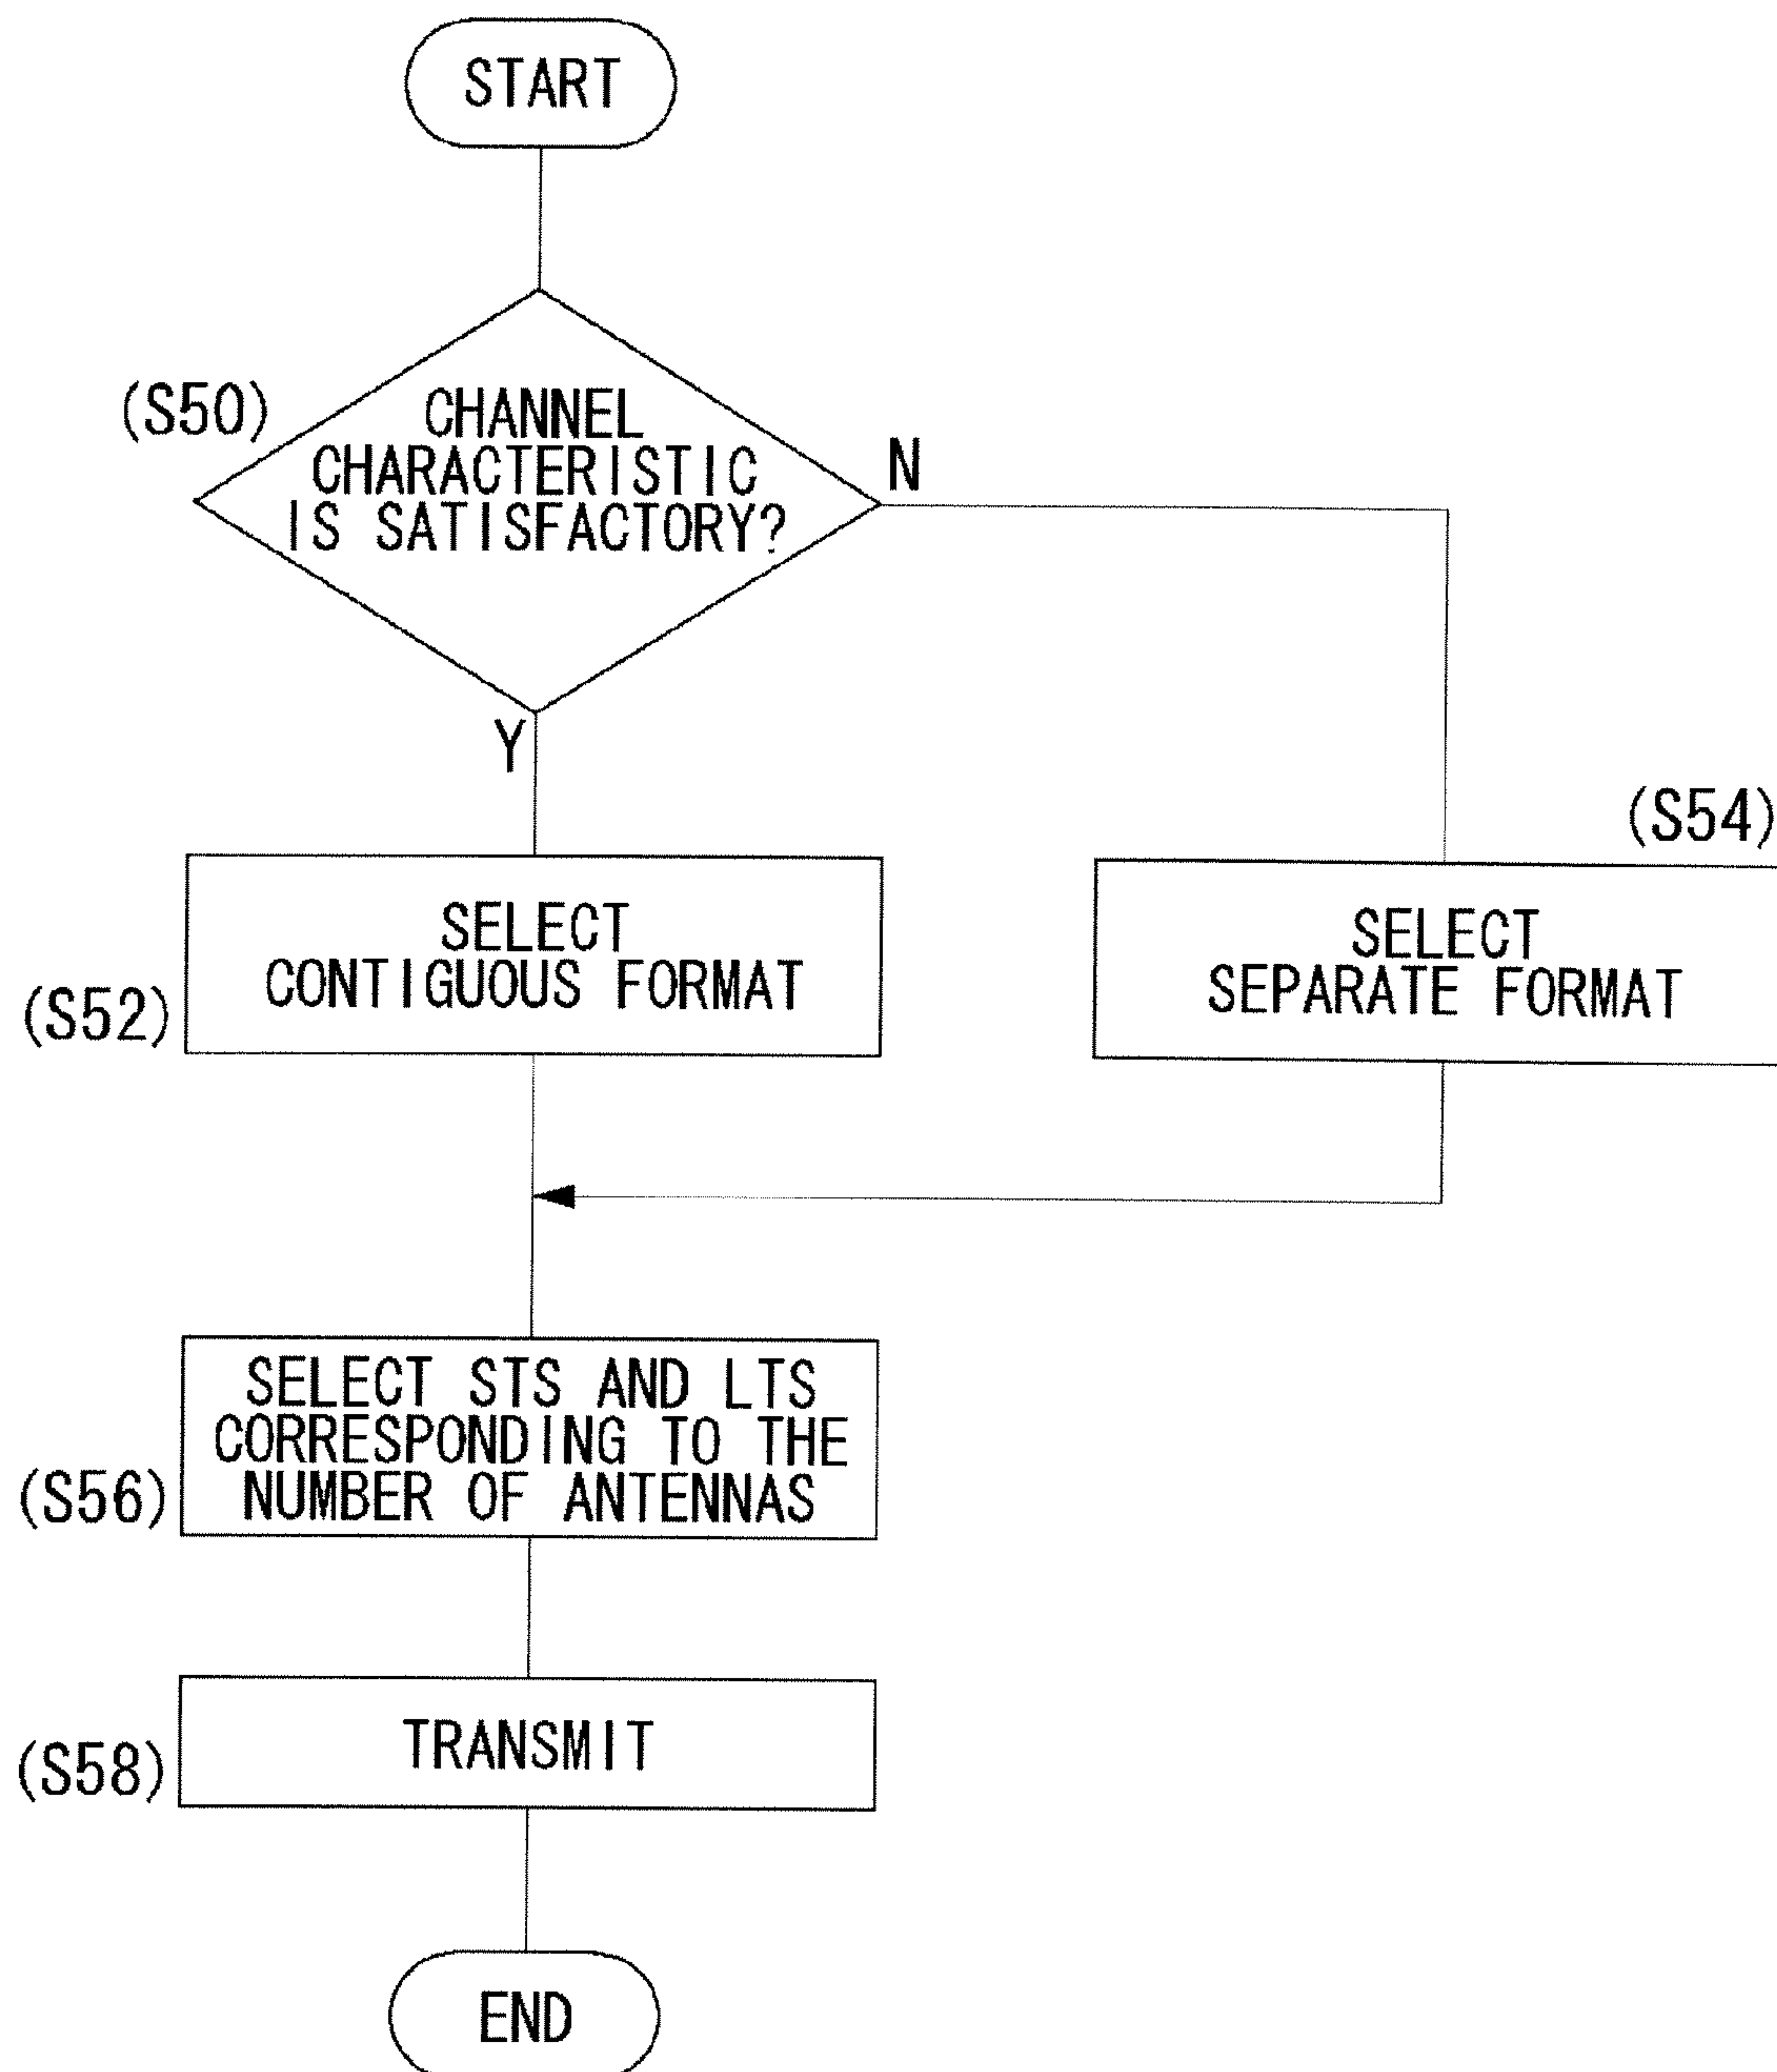 START
(S50)
CHANNEL
CHARACTERISTIC
IS SATISFACTORY?
N
Y
(S54)
SELECT
CONTIGUOUS FORMAT
(S52)
SELECT
SEPARATE FORMAT
SELECT STS AND LTS
CORRESPONDING TO THE
NUMBER OF ANTENNAS
(S56)
TRANSMIT
(S58)
END